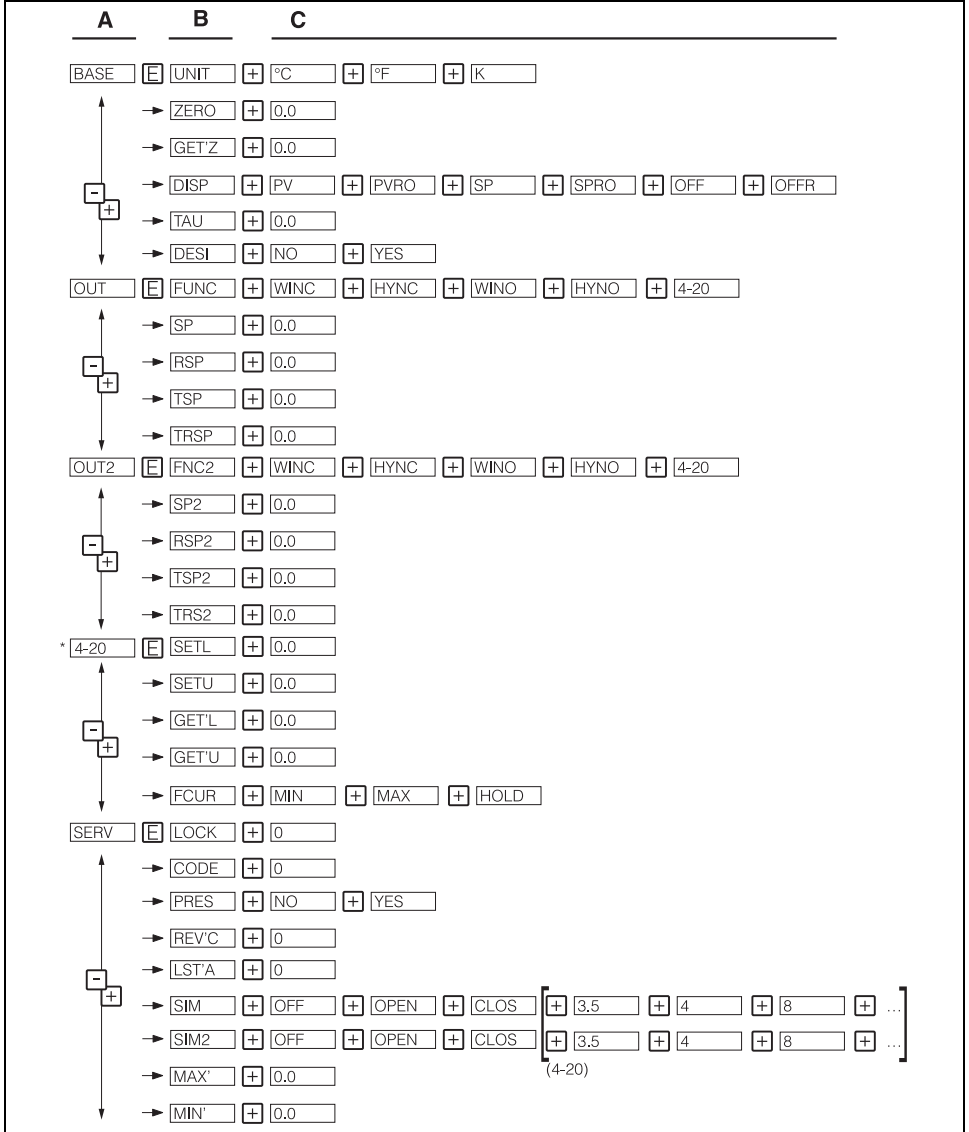 A B C
BASE E UNIT + °C + °F + K
ZERO + 0.0
GET'Z + 0.0
DISP + PV + PVRO + SP + SPRO + OFF + OFFR
- +
TAU + 0.0
DESI + NO + YES
OUT E FUNC + WINC + HYNC + WINO + HYNO + 4-20
SP + 0.0
RSP + 0.0
- +
TSP + 0.0
TRSP + 0.0
OUT2 E FNC2 + WINC + HYNC + WINO + HYNO + 4-20
SP2 + 0.0
RSP2 + 0.0
- +
TSP2 + 0.0
TRS2 + 0.0
* 4-20 E SETL + 0.0
SETU + 0.0
GET'L + 0.0
- +
GET'U + 0.0
FCUR + MIN + MAX + HOLD
SERV E LOCK + 0
CODE + 0
PRES + NO + YES
REV'C + 0
LST'A + 0
- +
SIM + OFF + OPEN + CLOS [ + 3.5 + 4 + 8 + ... ]
SIM2 + OFF + OPEN + CLOS [ + 3.5 + 4 + 8 + ... ]
(4-20)
MAX' + 0.0
MIN' + 0.0